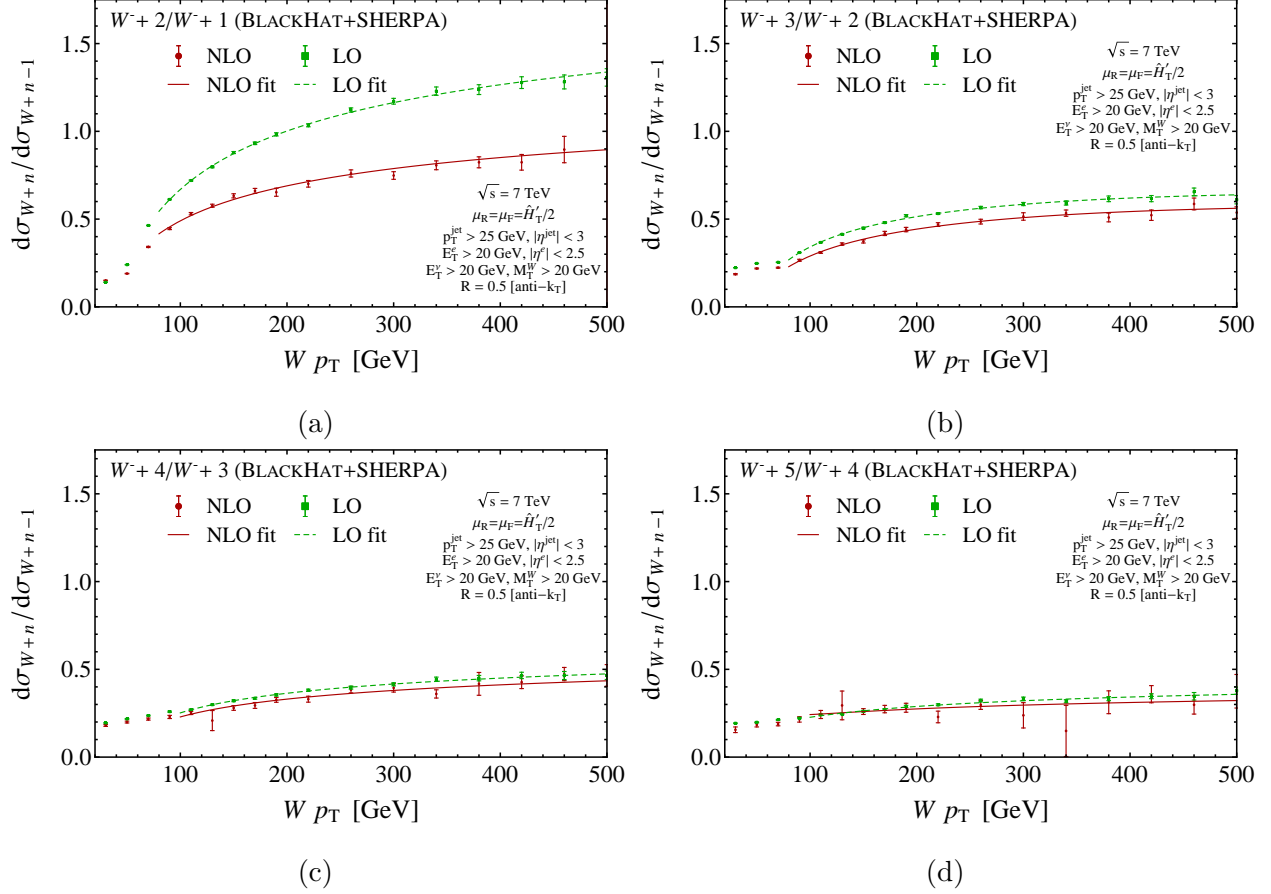 W⁻+ 2/W⁻+ 1 (BLACKHAT+SHERPA)
NLO
LO
NLO fit
LO fit
√s = 7 TeV
μR=μF=Ĥ′T/2
pTjet > 25 GeV, |ηjet| < 3
ETe > 20 GeV, |ηe| < 2.5
ETν > 20 GeV, MTW > 20 GeV
R = 0.5 [anti−kT]
dσW+n / dσW+n−1
1.5
1.0
0.5
0.0
100 200 300 400 500
W pT [GeV]
(a)
W⁻+ 3/W⁻+ 2 (BLACKHAT+SHERPA)
NLO
LO
NLO fit
LO fit
√s = 7 TeV
μR=μF=Ĥ′T/2
pTjet > 25 GeV, |ηjet| < 3
ETe > 20 GeV, |ηe| < 2.5
ETν > 20 GeV, MTW > 20 GeV
R = 0.5 [anti−kT]
dσW+n / dσW+n−1
1.5
1.0
0.5
0.0
100 200 300 400 500
W pT [GeV]
(b)
W⁻+ 4/W⁻+ 3 (BLACKHAT+SHERPA)
NLO
LO
NLO fit
LO fit
√s = 7 TeV
μR=μF=Ĥ′T/2
pTjet > 25 GeV, |ηjet| < 3
ETe > 20 GeV, |ηe| < 2.5
ETν > 20 GeV, MTW > 20 GeV
R = 0.5 [anti−kT]
dσW+n / dσW+n−1
1.5
1.0
0.5
0.0
100 200 300 400 500
W pT [GeV]
(c)
W⁻+ 5/W⁻+ 4 (BLACKHAT+SHERPA)
NLO
LO
NLO fit
LO fit
√s = 7 TeV
μR=μF=Ĥ′T/2
pTjet > 25 GeV, |ηjet| < 3
ETe > 20 GeV, |ηe| < 2.5
ETν > 20 GeV, MTW > 20 GeV
R = 0.5 [anti−kT]
dσW+n / dσW+n−1
1.5
1.0
0.5
0.0
100 200 300 400 500
W pT [GeV]
(d)